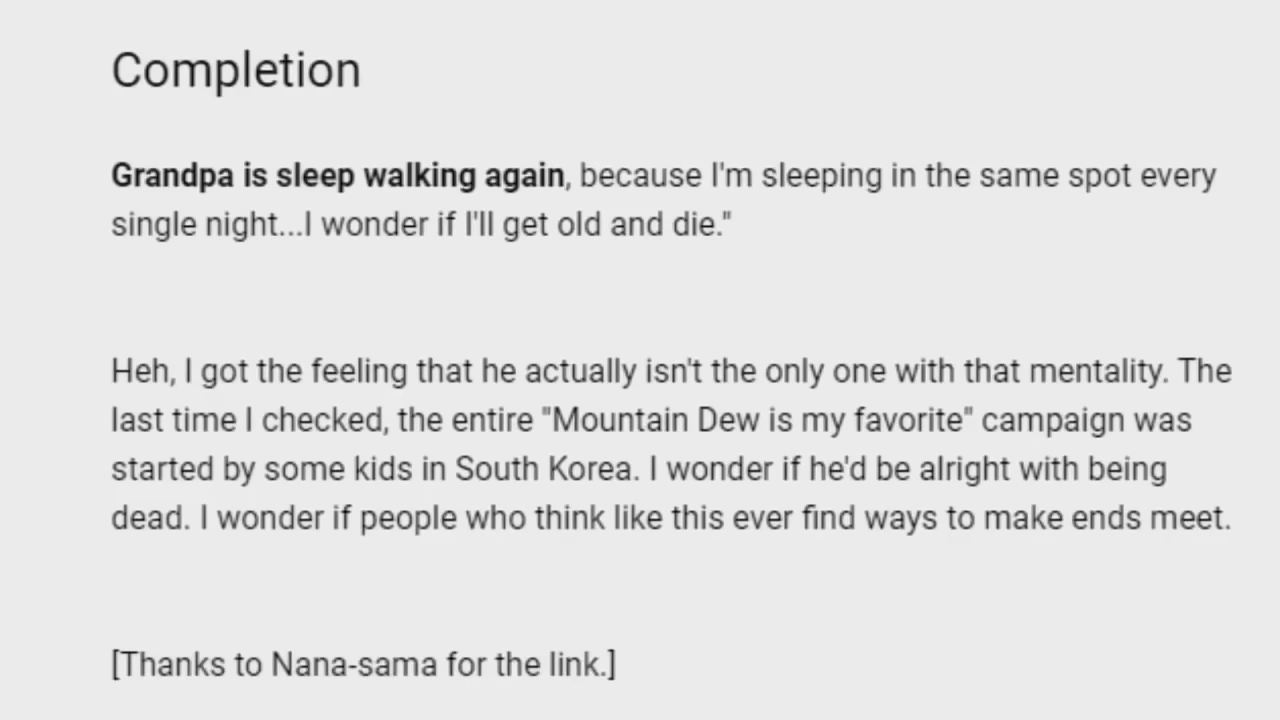 Completion
Grandpa is sleep walking again, because I'm sleeping in the same spot every
single night...I wonder if I'll get old and die."
Heh, I got the feeling that he actually isn't the only one with that mentality. The
last time I checked, the entire "Mountain Dew is my favorite" campaign was
started by some kids in South Korea. I wonder if he'd be alright with being
dead. I wonder if people who think like this ever find ways to make ends meet.
[Thanks to Nana-sama for the link.]